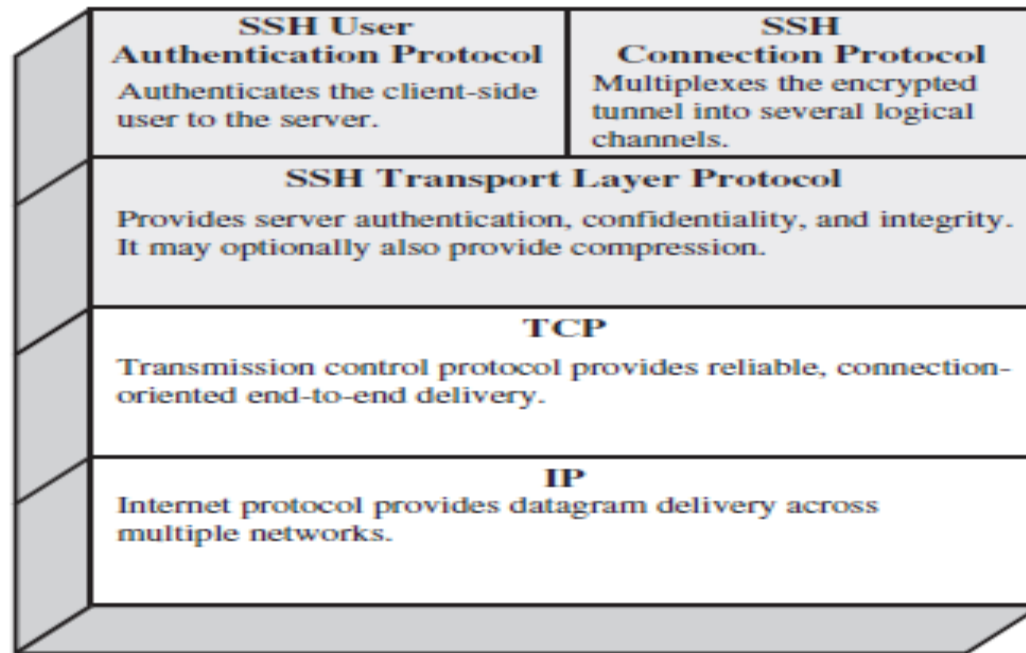 SSH User
Authentication Protocol
Authenticates the client-side
user to the server.
SSH
Connection Protocol
Multiplexes the encrypted
tunnel into several logical
channels.
SSH Transport Layer Protocol
Provides server authentication, confidentiality, and integrity.
It may optionally also provide compression.
TCP
Transmission control protocol provides reliable, connection-
oriented end-to-end delivery.
IP
Internet protocol provides datagram delivery across
multiple networks.